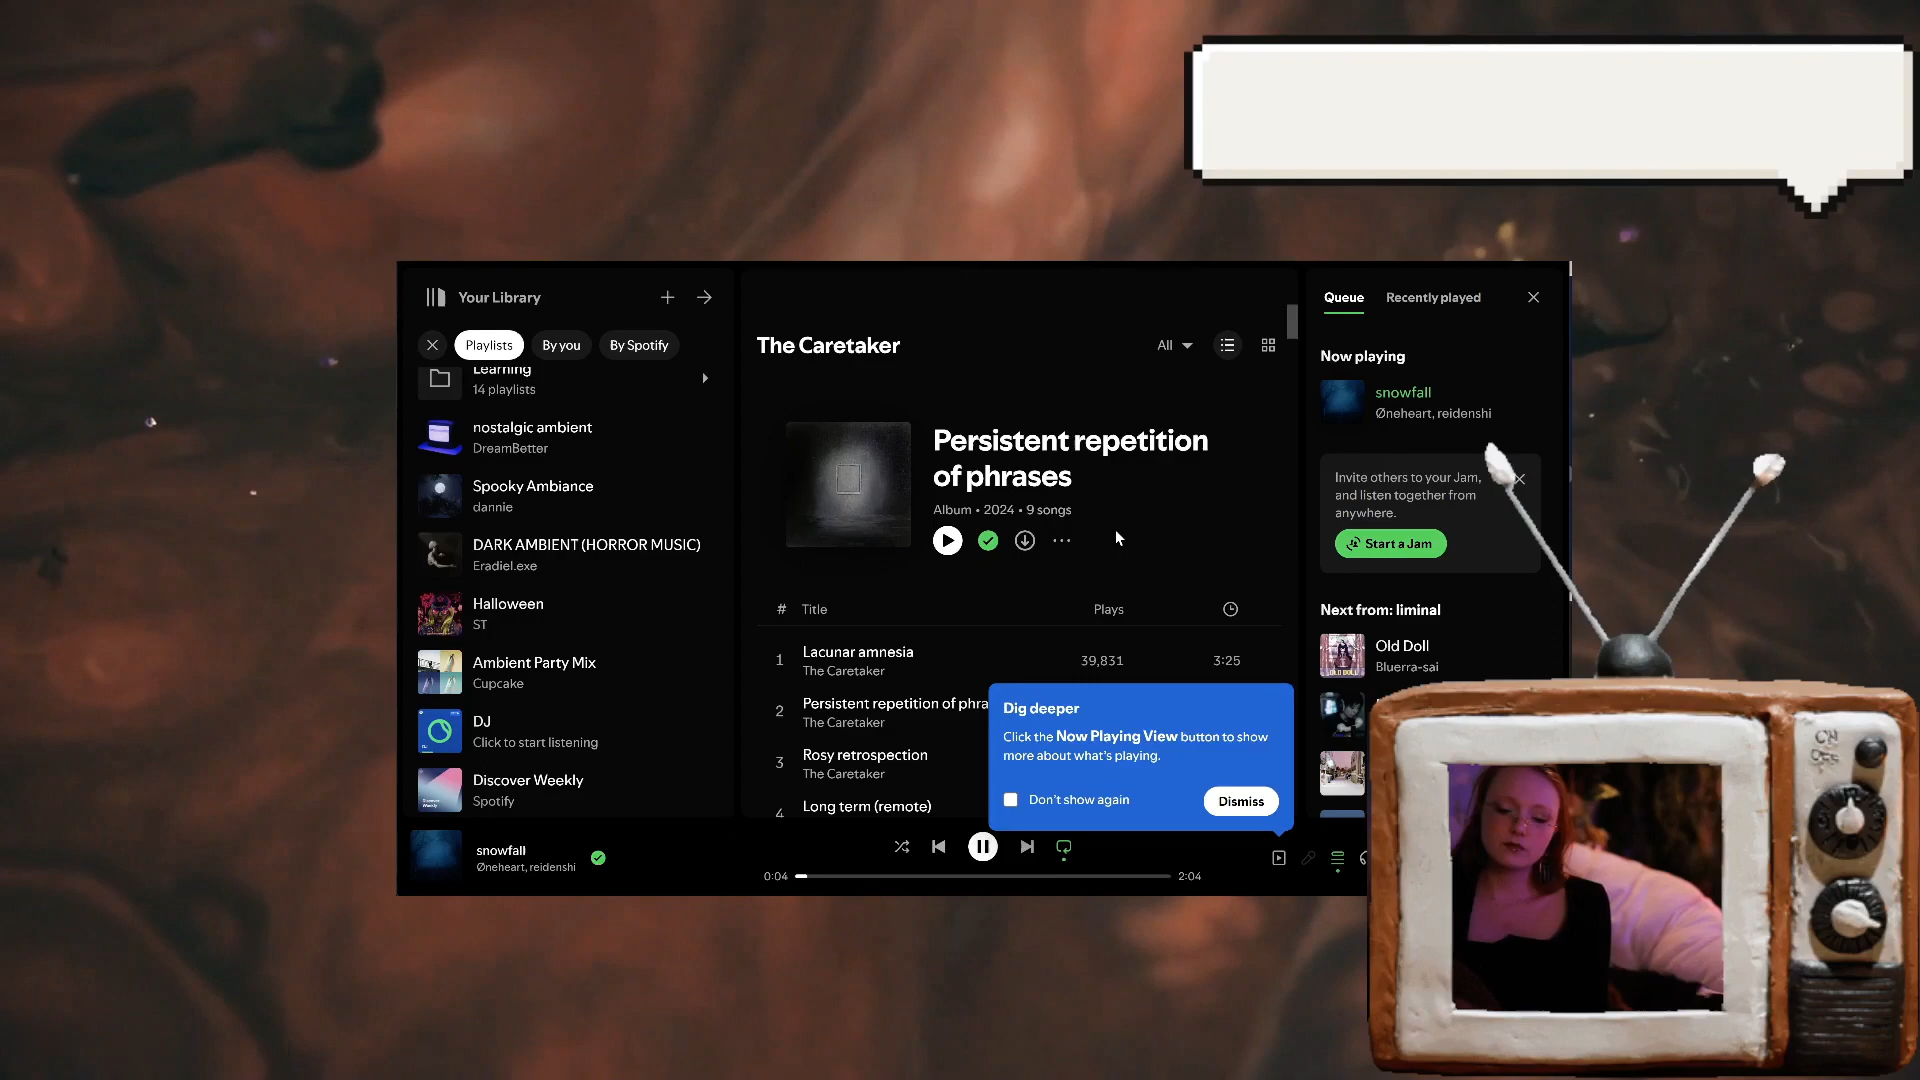 Your Library
Playlists
By you
By Spotify
Learning
14 playlists
nostalgic ambient
DreamBetter
Spooky Ambiance
dannie
DARK AMBIENT (HORROR MUSIC)
Eradiel.exe
Halloween
ST
Ambient Party Mix
Cupcake
DJ
Click to start listening
Discover Weekly
Spotify
The Caretaker
All
Persistent repetition
of phrases
Album • 2024 • 9 songs
# Title Plays
1 Lacunar amnesia 39,831 3:25
The Caretaker
2 Persistent repetition of phra
The Caretaker
3 Rosy retrospection
The Caretaker
4 Long term (remote)
Dig deeper
Click the Now Playing View button to show
more about what's playing.
Don't show again
Dismiss
Queue
Recently played
Now playing
snowfall
Øneheart, reidenshi
Invite others to your Jam,
and listen together from
anywhere.
Start a Jam
Next from: liminal
Old Doll
Bluerra-sai
snowfall
Øneheart, reidenshi
0:04
2:04
ON
OFF